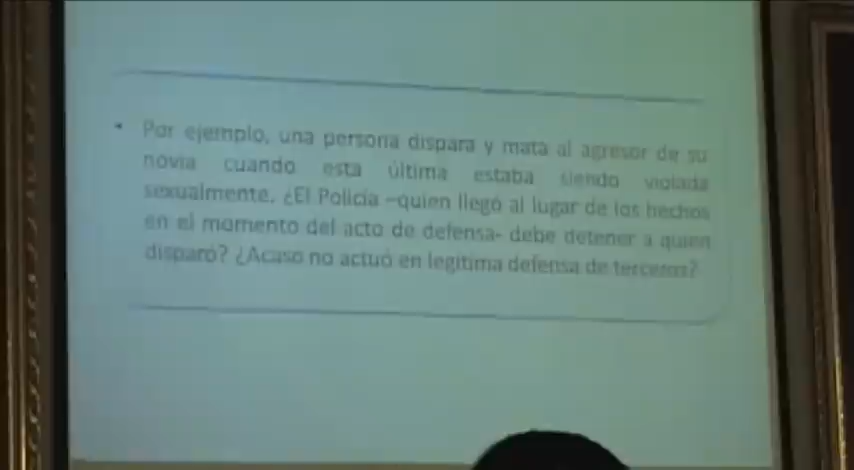 • Por ejemplo, una persona dispara y mata al agresor de su
novia cuando esta última estaba siendo violada
sexualmente. ¿El Policía –quien llegó al lugar de los hechos
en el momento del acto de defensa- debe detener a quien
disparó? ¿Acaso no actuó en legítima defensa de terceros?